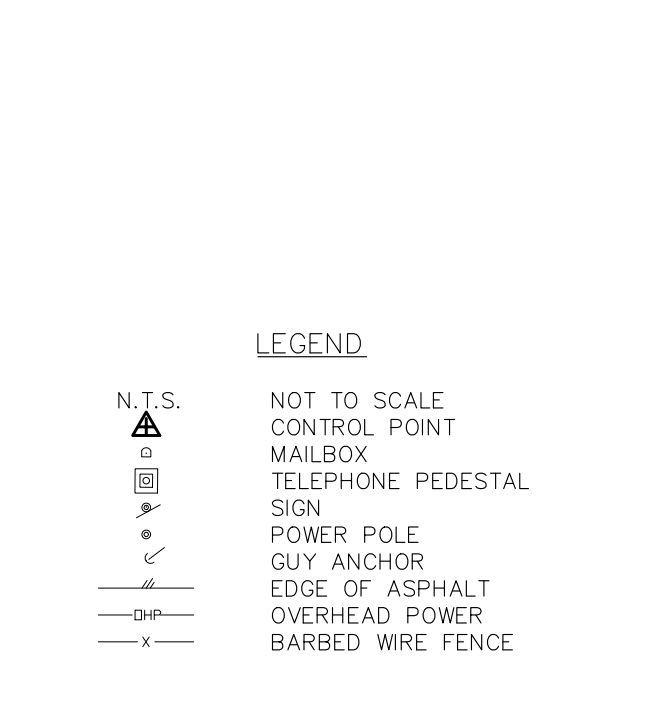 LEGEND
N.T.S. NOT TO SCALE
CONTROL POINT
MAILBOX
TELEPHONE PEDESTAL
SIGN
POWER POLE
GUY ANCHOR
EDGE OF ASPHALT
OHP OVERHEAD POWER
X BARBED WIRE FENCE